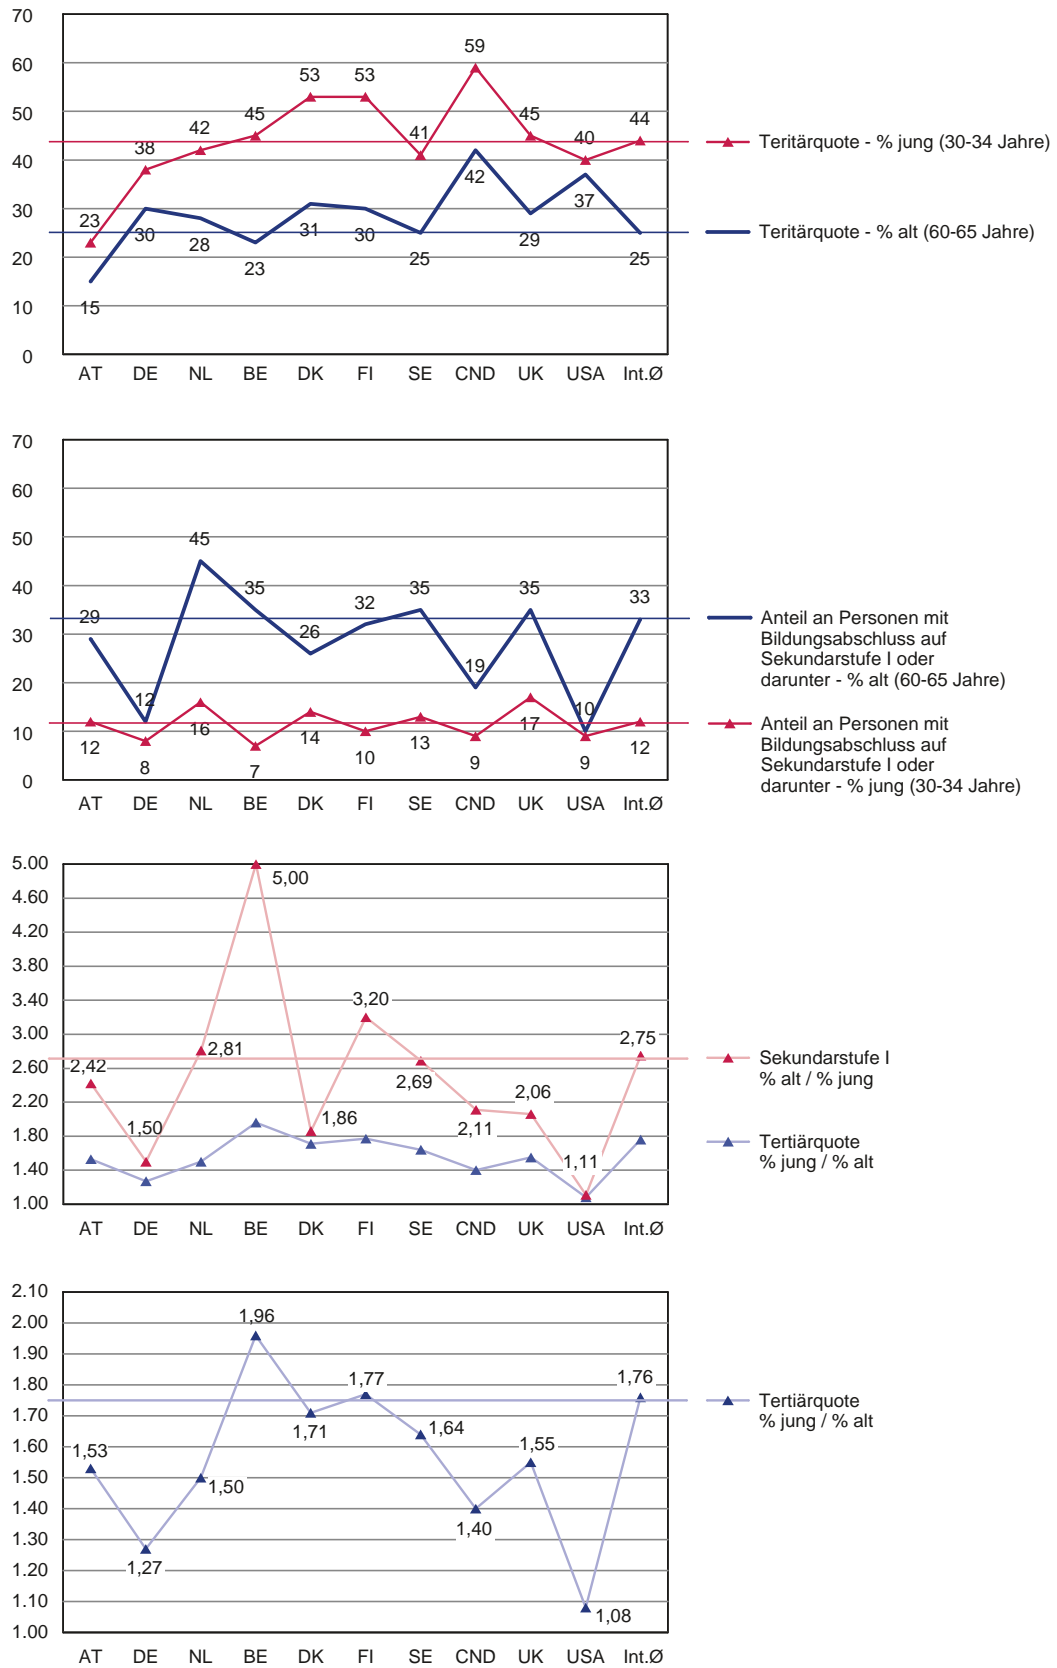 70
60
50
40
30
20
10
0
59
53 53
45 45 44
42 41 40
38
23
42
37
30 28 31 30 29
23 25 25
15
AT DE NL BE DK FI SE CND UK USA Int.Ø
Teritärquote - % jung (30-34 Jahre)
Teritärquote - % alt (60-65 Jahre)
70
60
50
40
30
20
10
0
45
35 35 35
29 32 33
26
19
12 10
16 17
12 14 13 12
8 7 10 9 9
AT DE NL BE DK FI SE CND UK USA Int.Ø
Anteil an Personen mit
Bildungsabschluss auf
Sekundarstufe I oder
darunter - % alt (60-65 Jahre)
Anteil an Personen mit
Bildungsabschluss auf
Sekundarstufe I oder
darunter - % jung (30-34 Jahre)
5.00
4.60
4.20
3.80
3.40
3.00
2.60
2.20
1.80
1.40
1.00
5,00
3,20
2,81 2,75
2,42 2,69
2,06
1,50 1,86 2,11
1,11
AT DE NL BE DK FI SE CND UK USA Int.Ø
Sekundarstufe I
% alt / % jung
Tertiärquote
% jung / % alt
2.10
2.00
1.90
1.80
1.70
1.60
1.50
1.40
1.30
1.20
1.10
1.00
1,96
1,77 1,76
1,53 1,71 1,64 1,55
1,50
1,40
1,27
1,08
AT DE NL BE DK FI SE CND UK USA Int.Ø
Tertiärquote
% jung / % alt